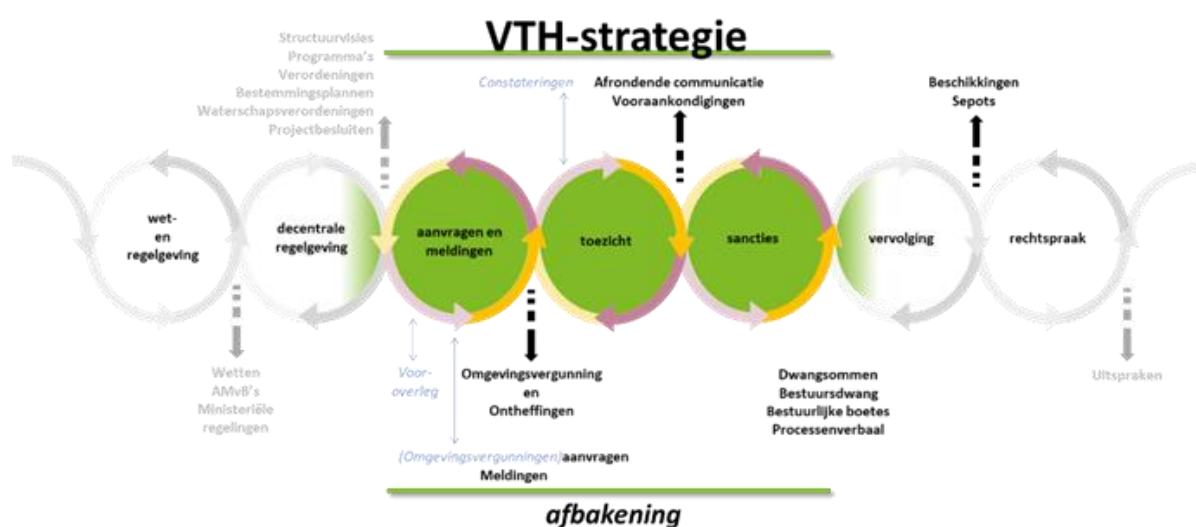 VTH-strategie
Structuurvisies
Programma's
Verordeningen
Bestemmingsplannen
Waterschapsverordeningen
Projectbesluiten
Constateringen
Afrondende communicatie
Vooraankondigingen
Beschikkingen
Sepots
wet-
en
regelgeving
decentrale
regelgeving
aanvragen en
meldingen
toezicht
sancties
vervolging
rechtspraak
Wetten
AMvB's
Ministeriële
regelingen
Voor-
overleg
Omgevingsvergunning
en
Ontheffingen
(Omgevingsvergunningen)aanvragen
Meldingen
Dwangsommen
Bestuursdwang
Bestuurlijke boetes
Processenverbaal
Uitspraken
afbakening